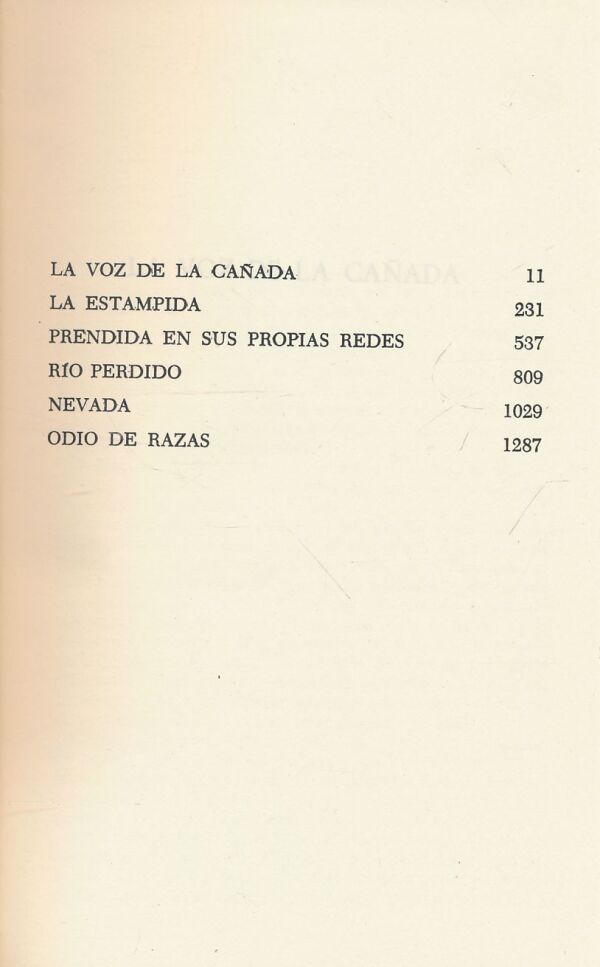 LA VOZ DE LA CAÑADA 11
LA ESTAMPIDA 231
PRENDIDA EN SUS PROPIAS REDES 537
RÍO PERDIDO 809
NEVADA 1029
ODIO DE RAZAS 1287